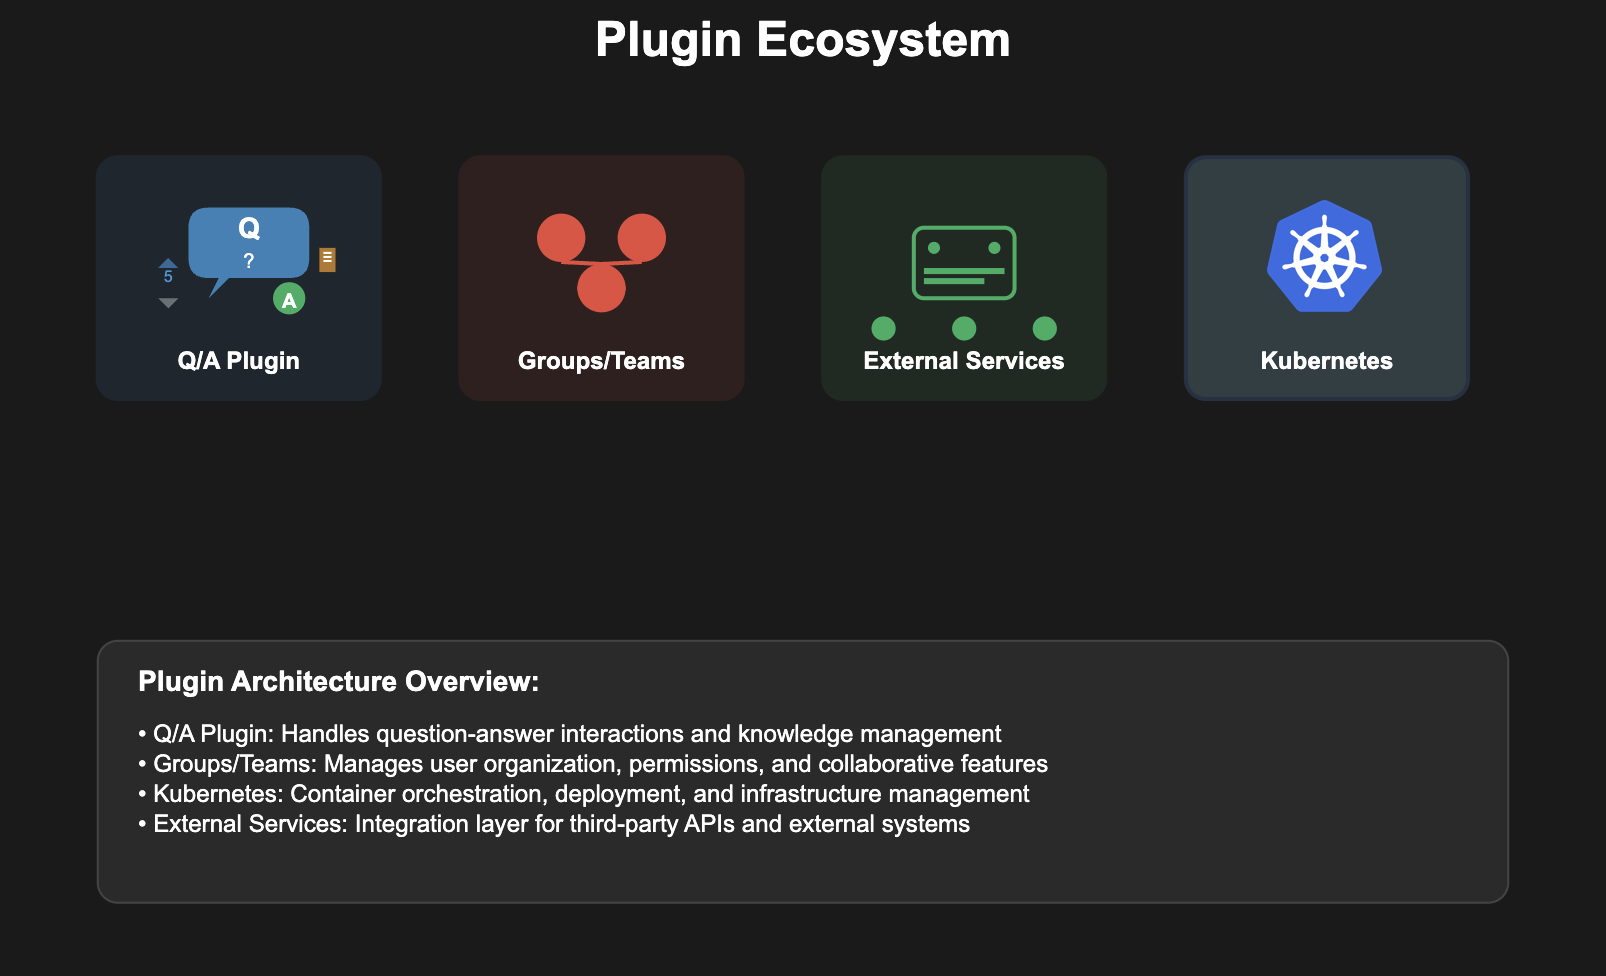 Plugin Ecosystem
Q
?
5
A
Q/A Plugin
Groups/Teams
External Services
Kubernetes
Plugin Architecture Overview:
• Q/A Plugin: Handles question-answer interactions and knowledge management
• Groups/Teams: Manages user organization, permissions, and collaborative features
• Kubernetes: Container orchestration, deployment, and infrastructure management
• External Services: Integration layer for third-party APIs and external systems